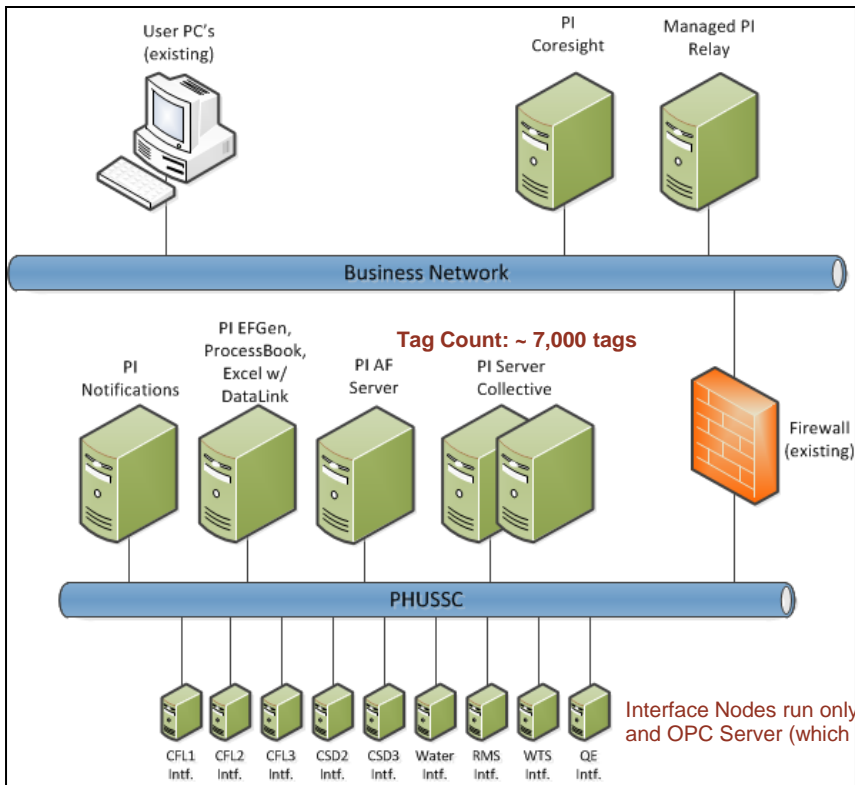 User PC's
(existing)
PI
Coresight
Managed PI
Relay
Business Network
PI
Notifications
PI EFGen,
ProcessBook,
Excel w/
DataLink
PI AF
Server
Tag Count: ~ 7,000 tags
PI Server
Collective
Firewall
(existing)
PHUSSC
CFL1
Intf.
CFL2
Intf.
CFL3
Intf.
CSD2
Intf.
CSD3
Intf.
Water
Intf.
RMS
Intf.
WTS
Intf.
QE
Intf.
Interface Nodes run only
and OPC Server (which